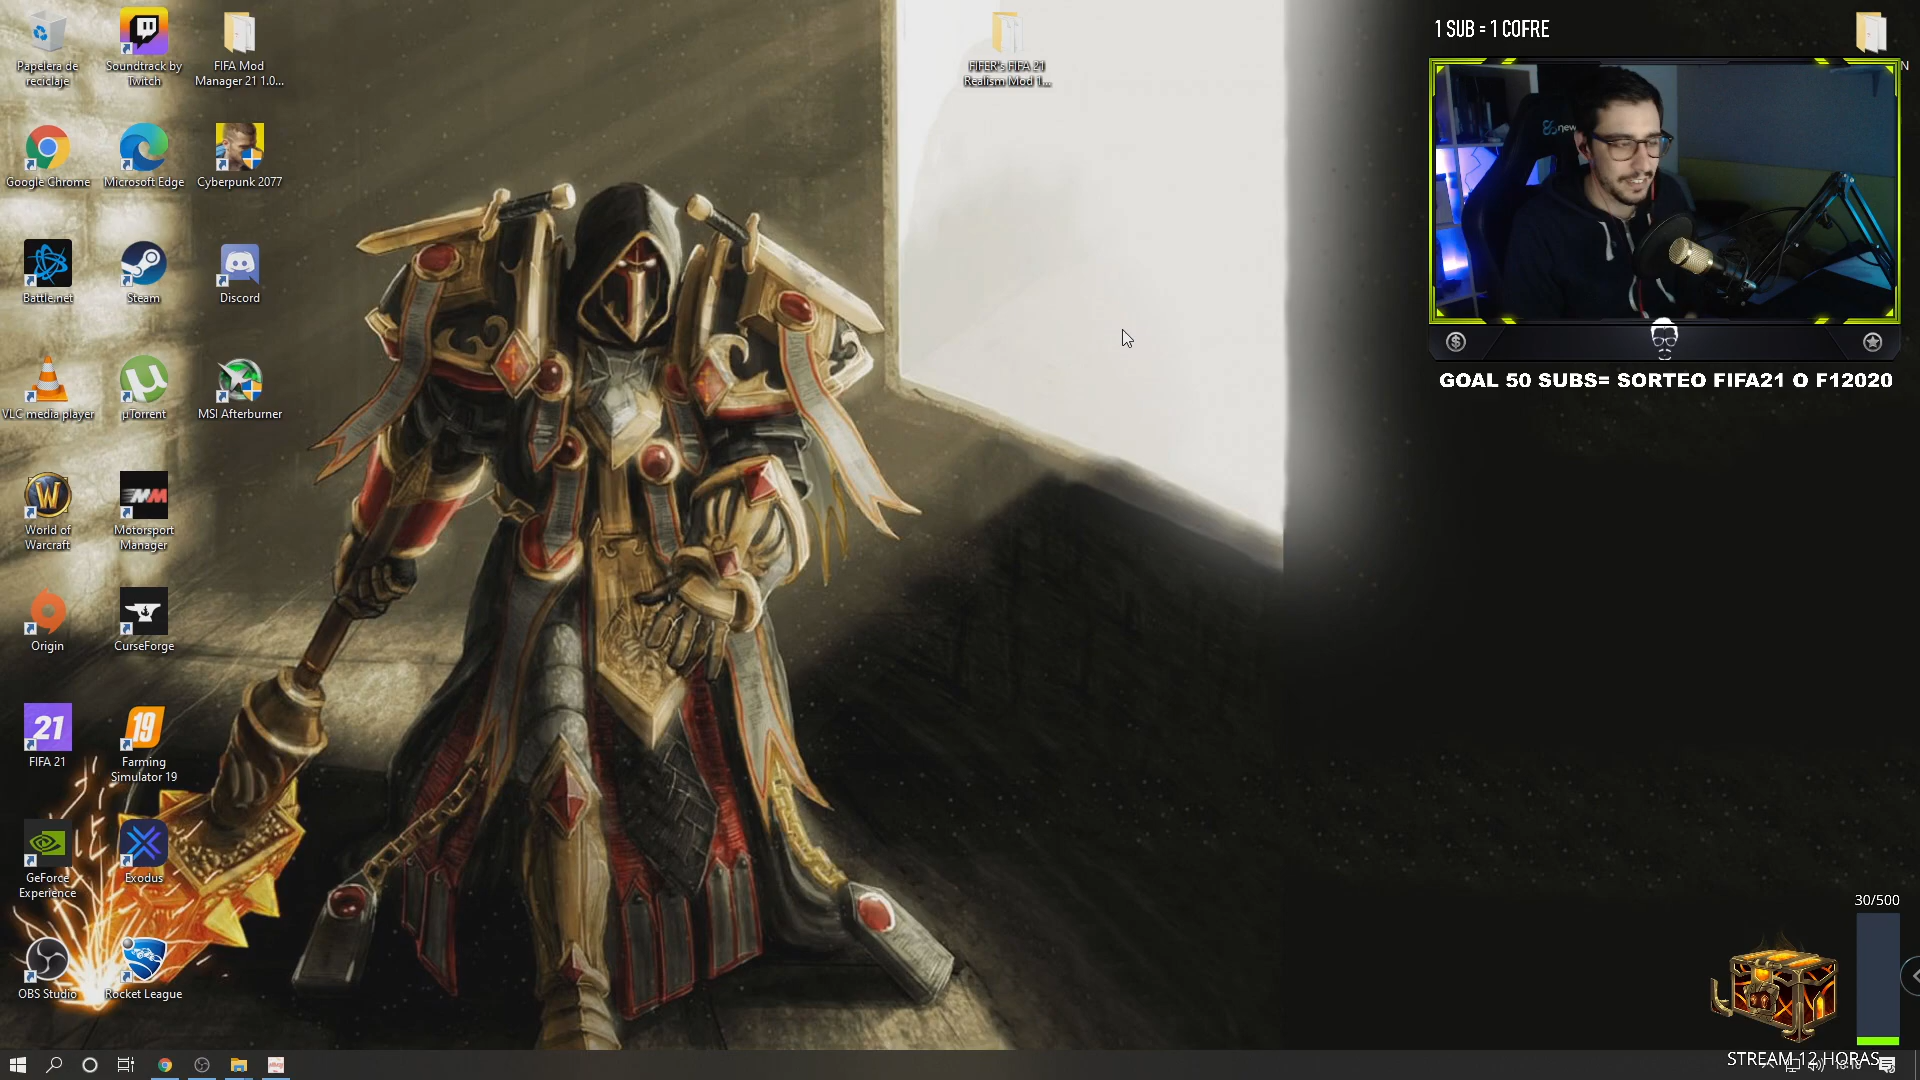 Papelera de
reciclaje
Soundtrack by
Twitch
FIFA Mod
Manager 21 1.0...
FIFER's FIFA 21
Realism Mod 1...
1 SUB = 1 COFRE
N
Google Chrome
Microsoft Edge
Cyberpunk 2077
new
Battle.net
Steam
Discord
GOAL 50 SUBS= SORTEO FIFA21 O F12020
VLC media player
µTorrent
MSI Afterburner
World of
Warcraft
Motorsport
Manager
Origin
CurseForge
21
FIFA 21
19
Farming
Simulator 19
GeForce
Experience
Exodus
30/500
OBS Studio
Rocket League
STREAM 12 HORAS